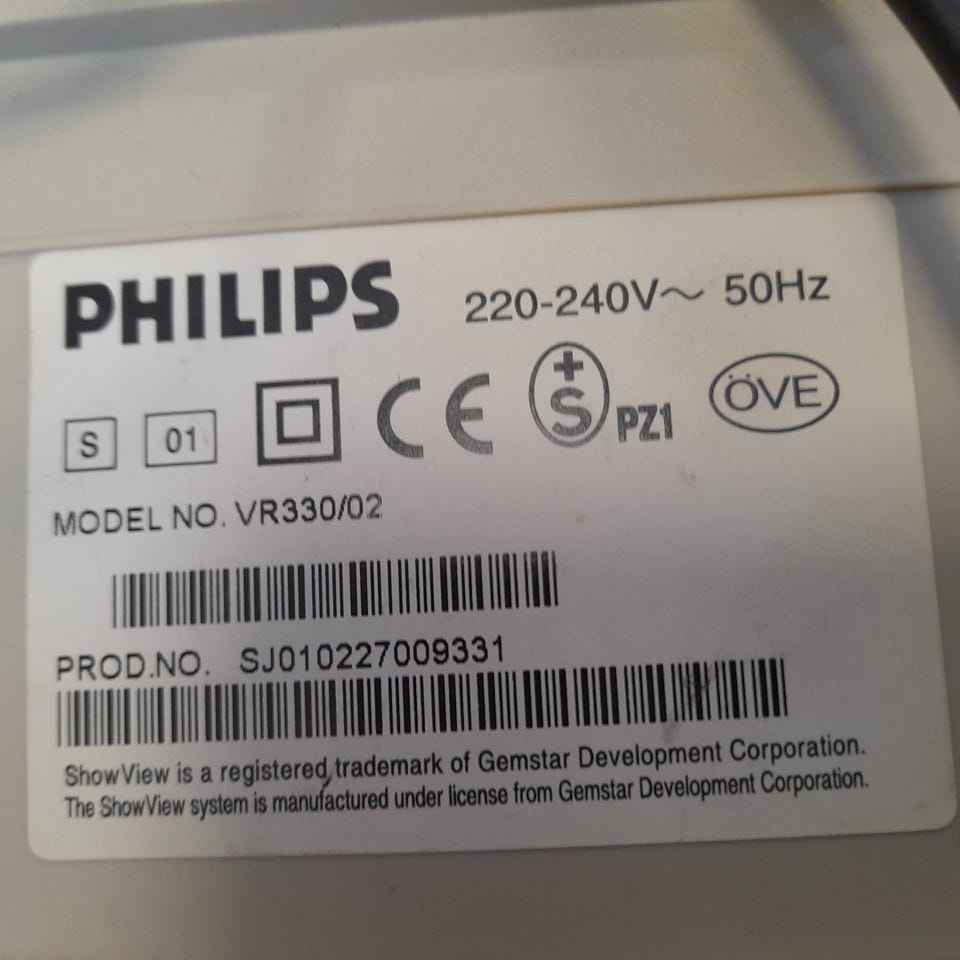 PHILIPS 220-240V~ 50Hz
S 01 CE +S PZ1 ÖVE
MODEL NO. VR330/02
PROD.NO. SJ010227009331
ShowView is a registered trademark of Gemstar Development Corporation.
The ShowView system is manufactured under license from Gemstar Development Corporation.